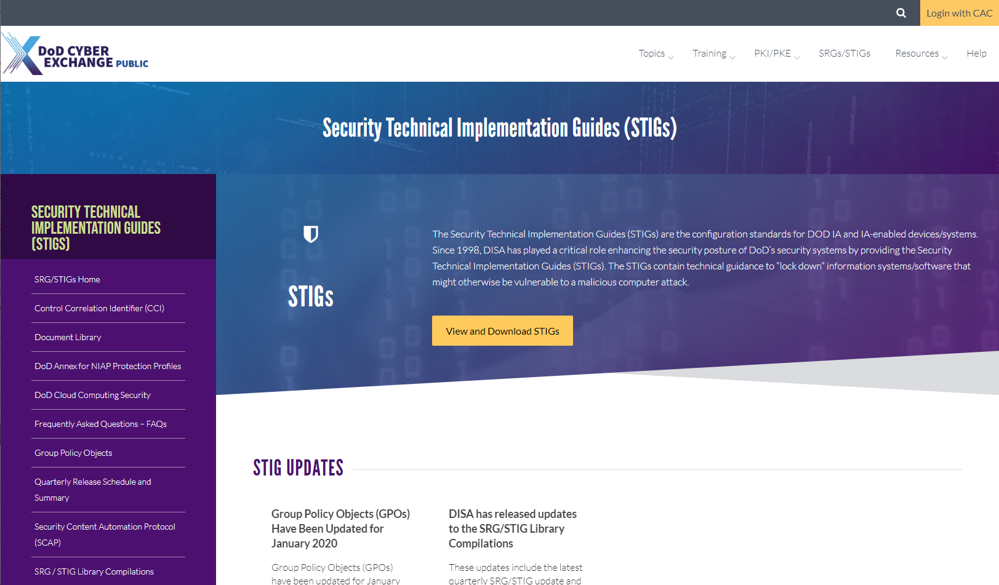 Login with CAC
DoD CYBER
EXCHANGE PUBLIC
Topics
Training
PKI/PKE
SRGs/STIGs
Resources
Help
Security Technical Implementation Guides (STIGs)
SECURITY TECHNICAL
IMPLEMENTATION GUIDES
(STIGS)
SRG/STIGs Home
Control Correlation Identifier (CCI)
Document Library
DoD Annex for NIAP Protection Profiles
DoD Cloud Computing Security
Frequently Asked Questions – FAQs
Group Policy Objects
Quarterly Release Schedule and
Summary
Security Content Automation Protocol
(SCAP)
SRG / STIG Library Compilations
STIGs
The Security Technical Implementation Guides (STIGs) are the configuration standards for DOD IA and IA-enabled devices/systems.
Since 1998, DISA has played a critical role enhancing the security posture of DoD’s security systems by providing the Security
Technical Implementation Guides (STIGs). The STIGs contain technical guidance to “lock down” information systems/software that
might otherwise be vulnerable to a malicious computer attack.
View and Download STIGs
STIG UPDATES
Group Policy Objects (GPOs)
Have Been Updated for
January 2020
Group Policy Objects (GPOs)
have been updated for January
DISA has released updates
to the SRG/STIG Library
Compilations
These updates include the latest
quarterly SRG/STIG update and